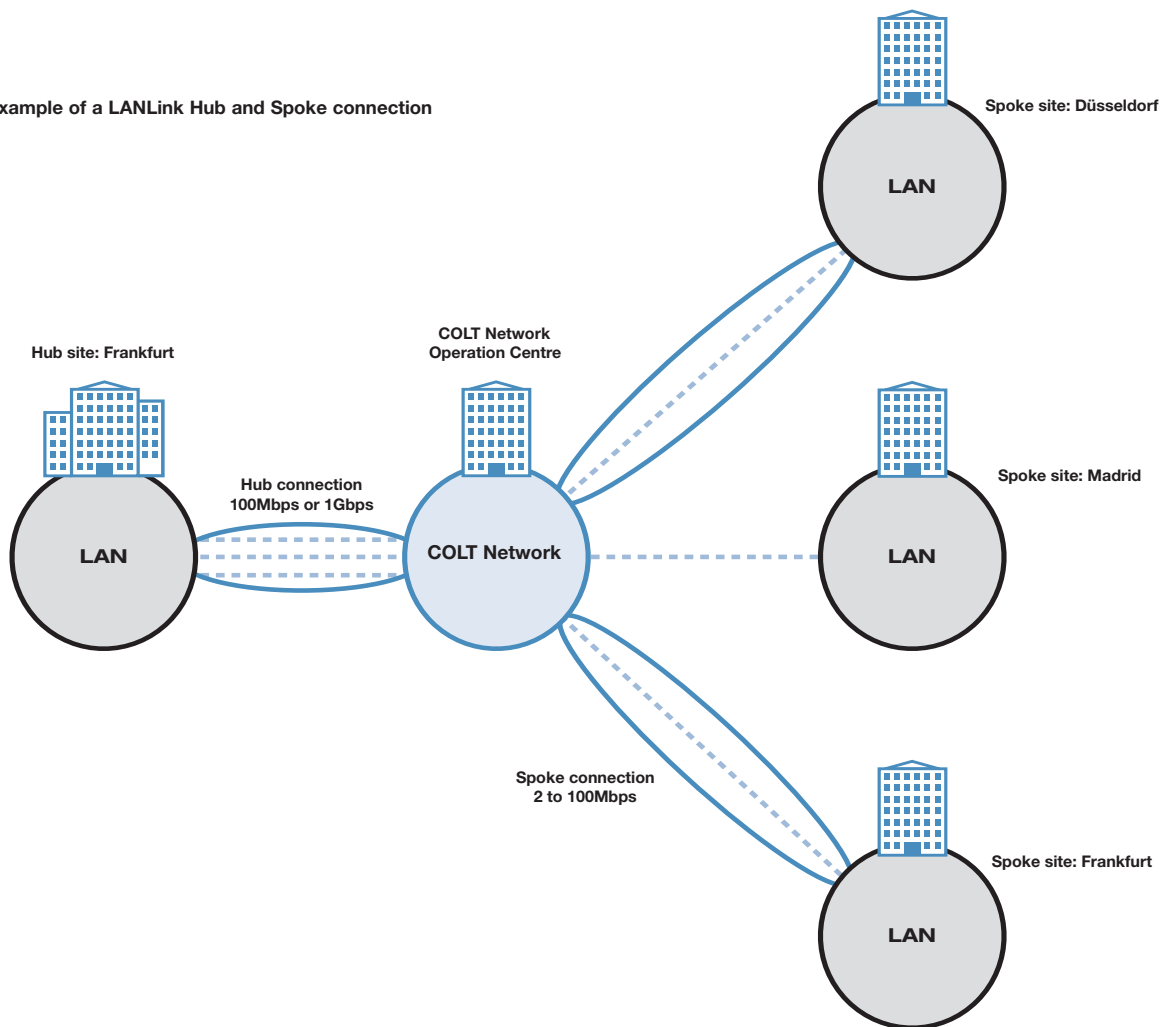 xample of a LANLink Hub and Spoke connection
Spoke site: Düsseldorf
LAN
COLT Network
Operation Centre
Hub site: Frankfurt
Spoke site: Madrid
Hub connection
100Mbps or 1Gbps
LAN
COLT Network
LAN
Spoke connection
2 to 100Mbps
Spoke site: Frankfurt
LAN